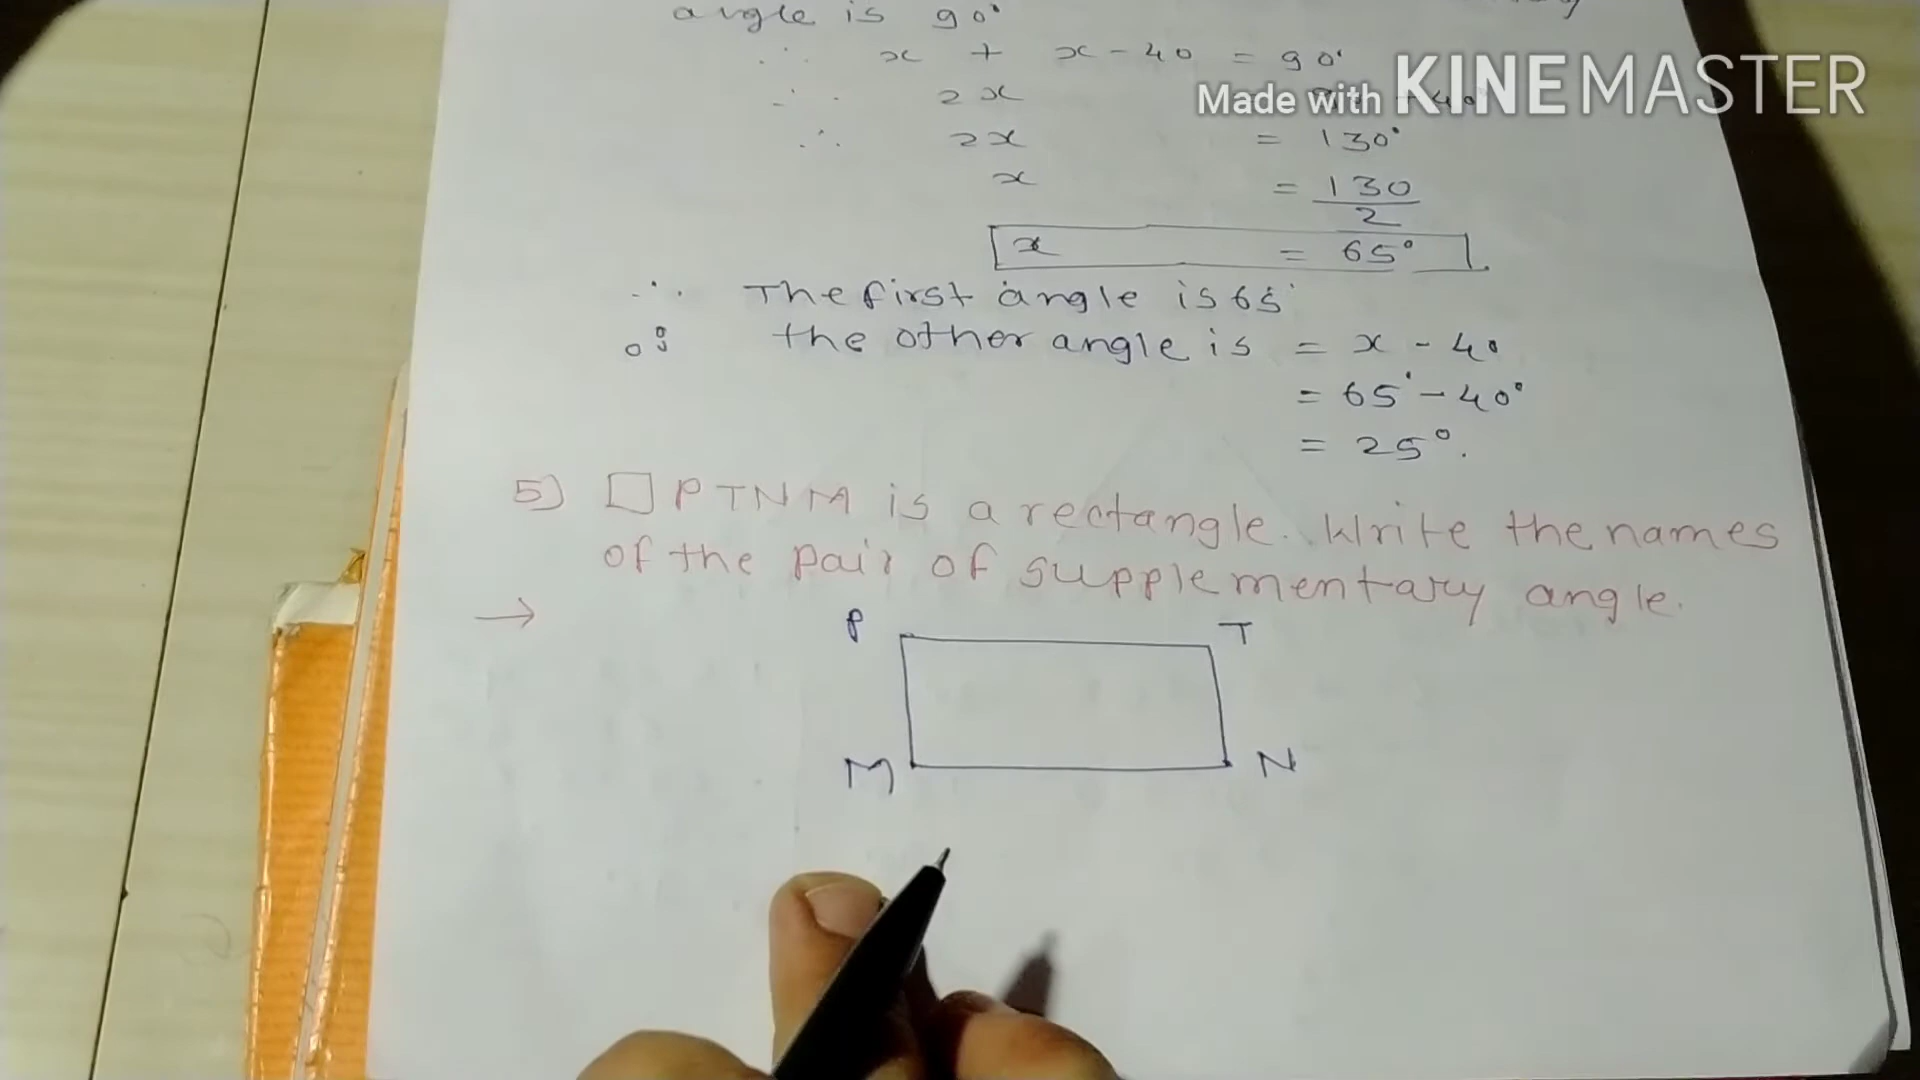 angle is 90°
∴ x + x - 40 = 90°
Made with KINEMASTER
∴ 2x 40
∴ 2x = 130°
x = 130/2
x = 65°
∴ The first angle is 65°
∴ the other angle is = x - 40
= 65° - 40°
= 25°.
5) □ PTNM is a rectangle. Write the names
of the pair of supplementary angle.
→
P T
M N